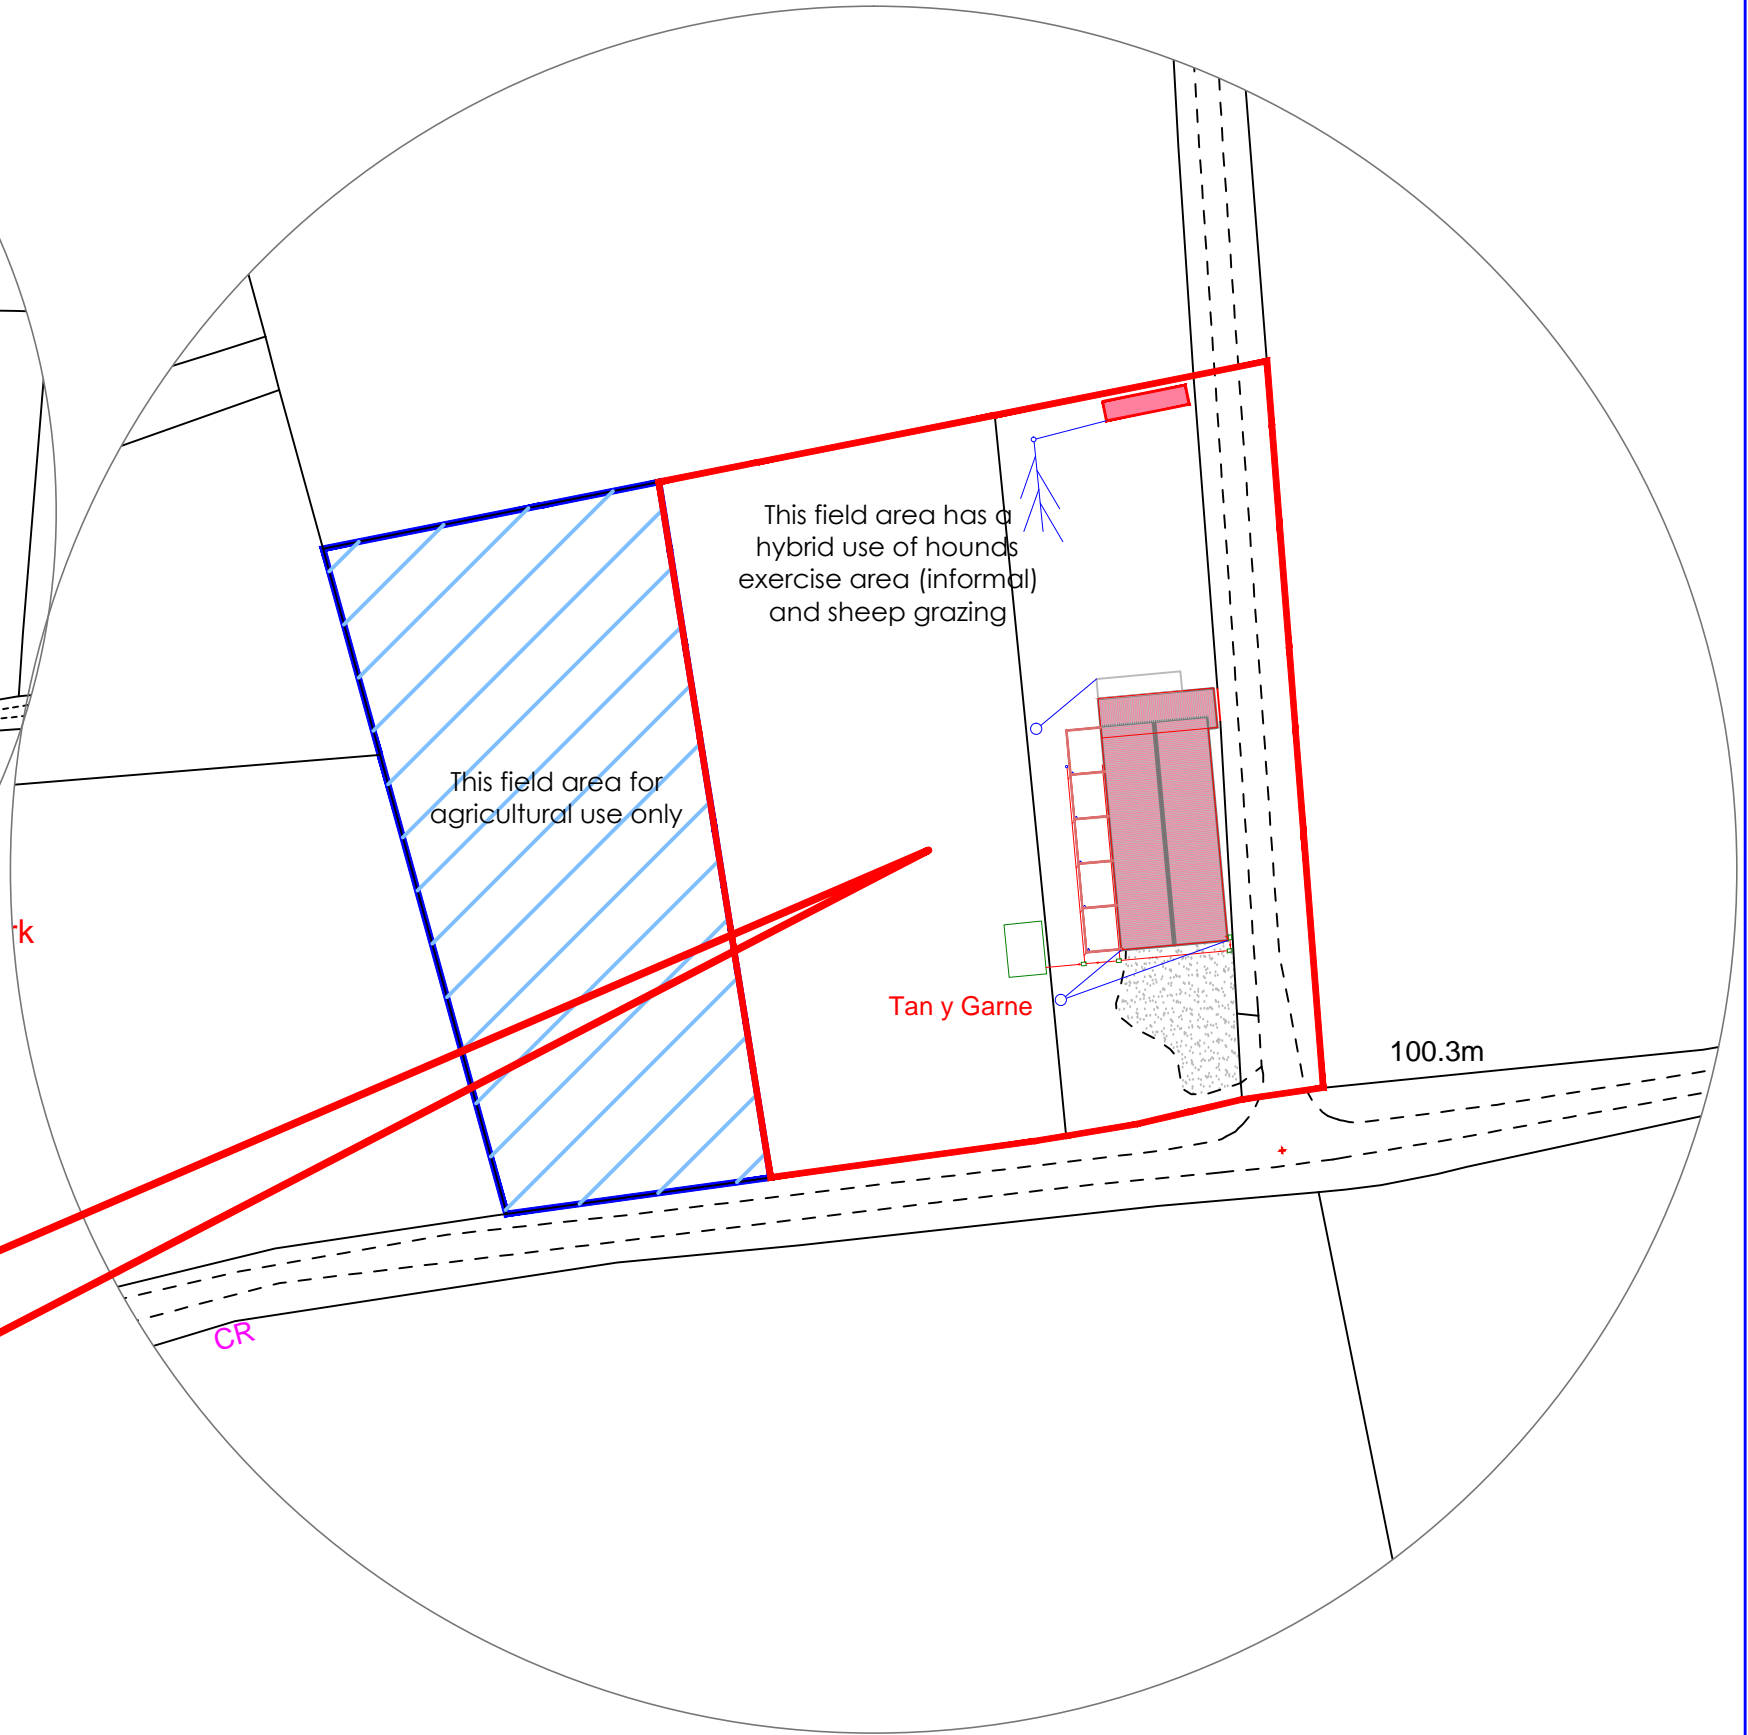 This field area has a
hybrid use of hounds
exercise area (informal)
and sheep grazing
This field area for
agricultural use only
rk
Tan y Garne
100.3m
CR